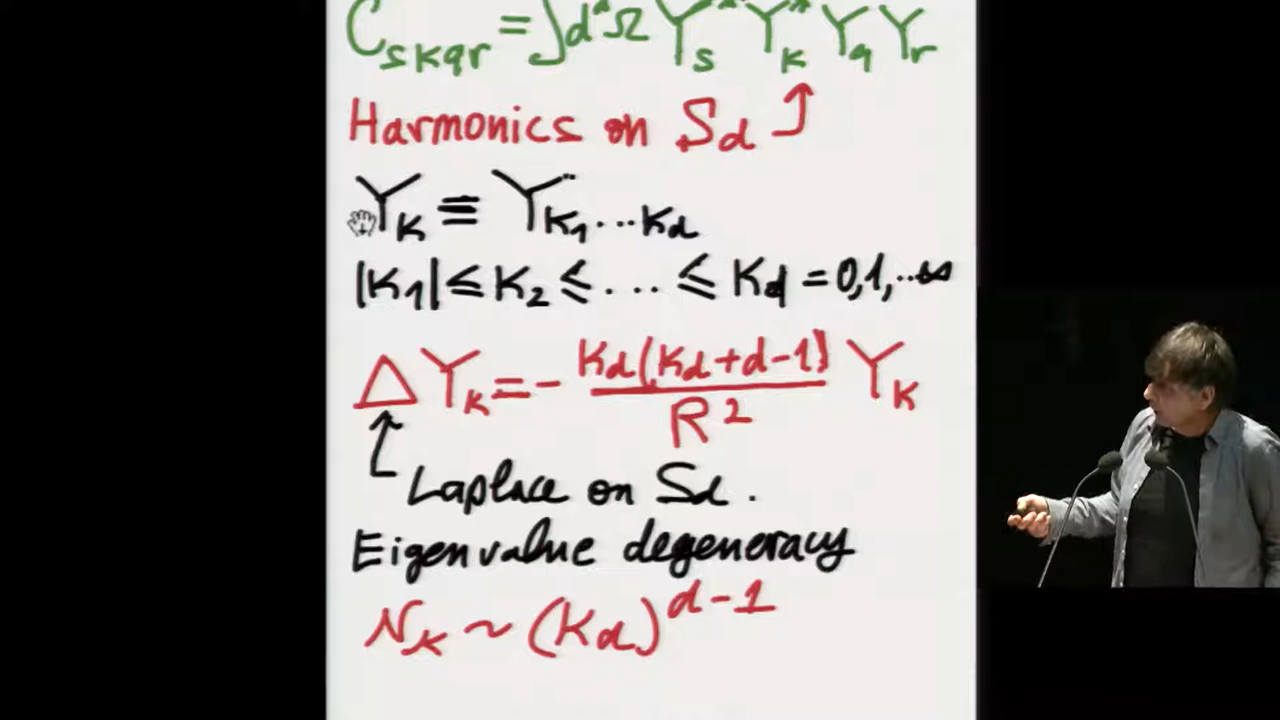 C_{skqr} = ∫d^dΩ Y_s^* Y_k^* Y_q Y_r
Harmonics on S_d ↑
Y_k ≡ Y_{k_1...k_d}
|k_1| ≤ k_2 ≤ ... ≤ k_d = 0,1,...∞
Δ Y_k = - k_d(k_d+d-1) / R^2 Y_k
Laplace on S_d.
Eigenvalue degeneracy
N_k ~ (k_d)^{d-1}